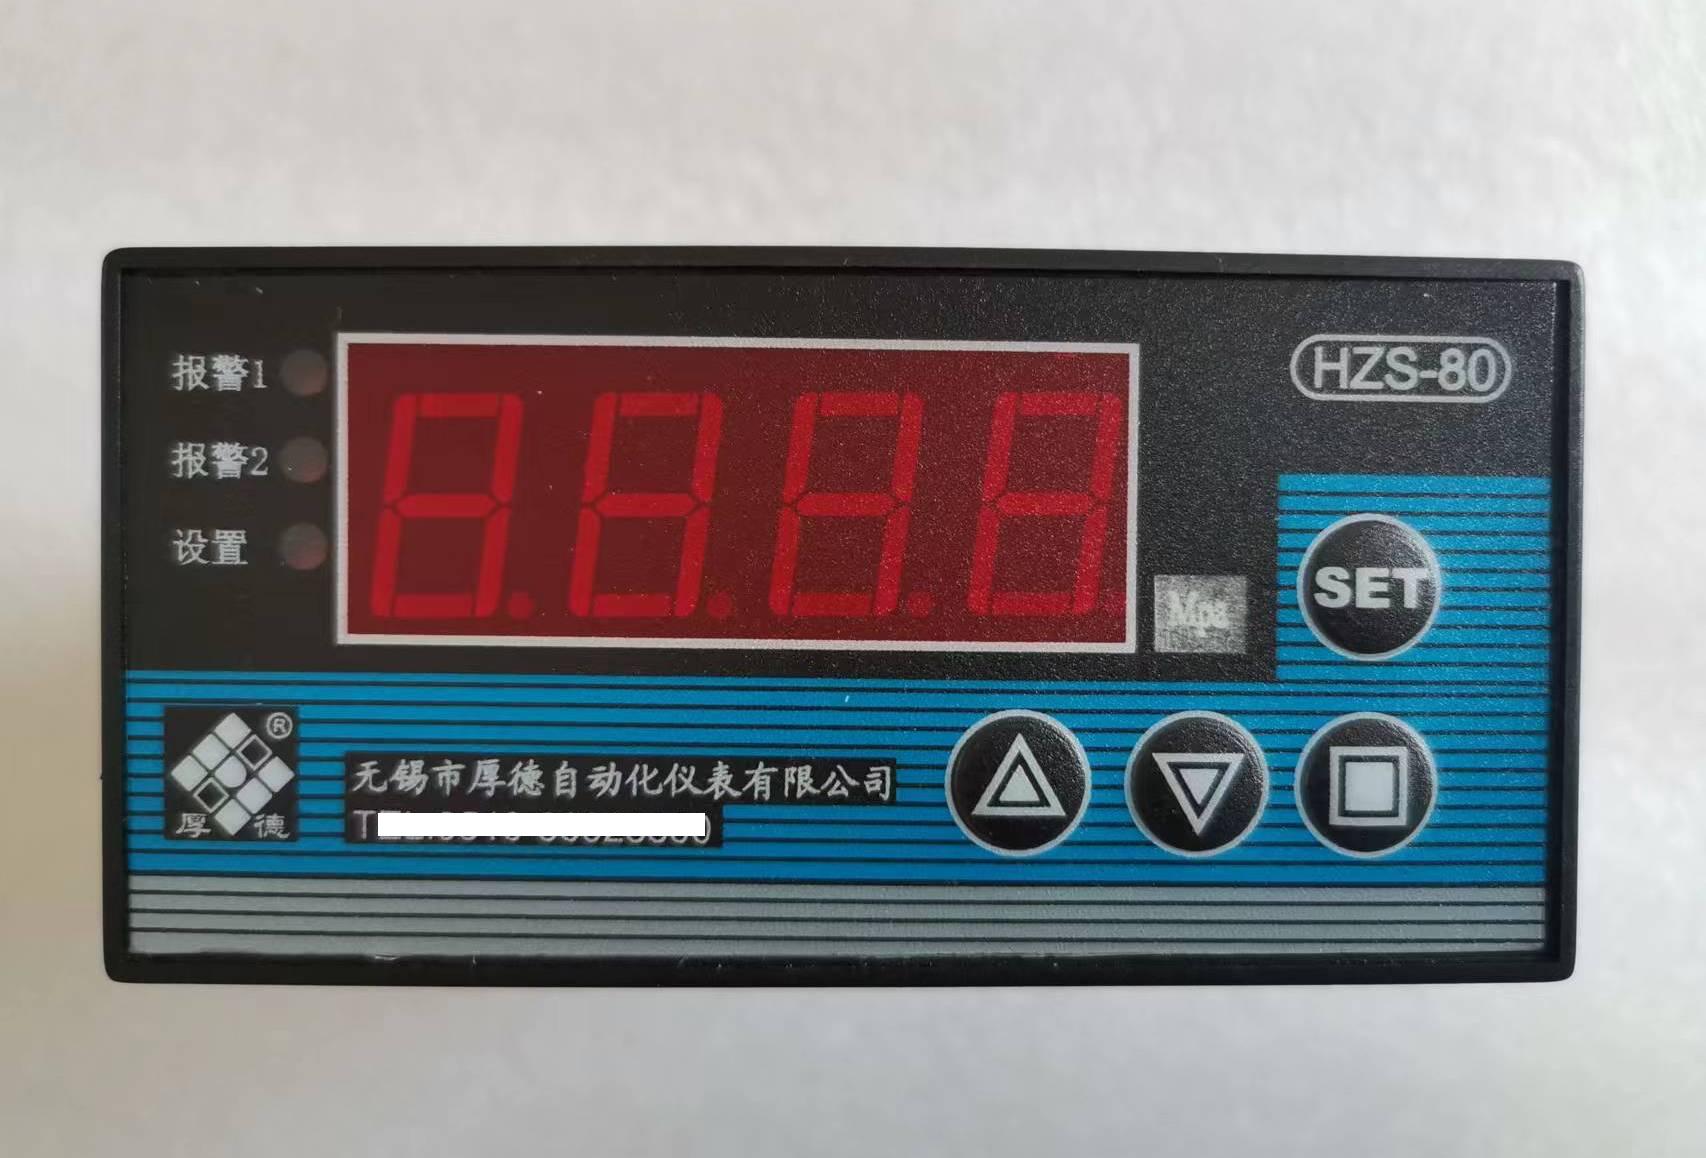 报警1
HZS-80
报警2
设置
SET
Mpa
®
厚 德
无锡市厚德自动化仪表有限公司